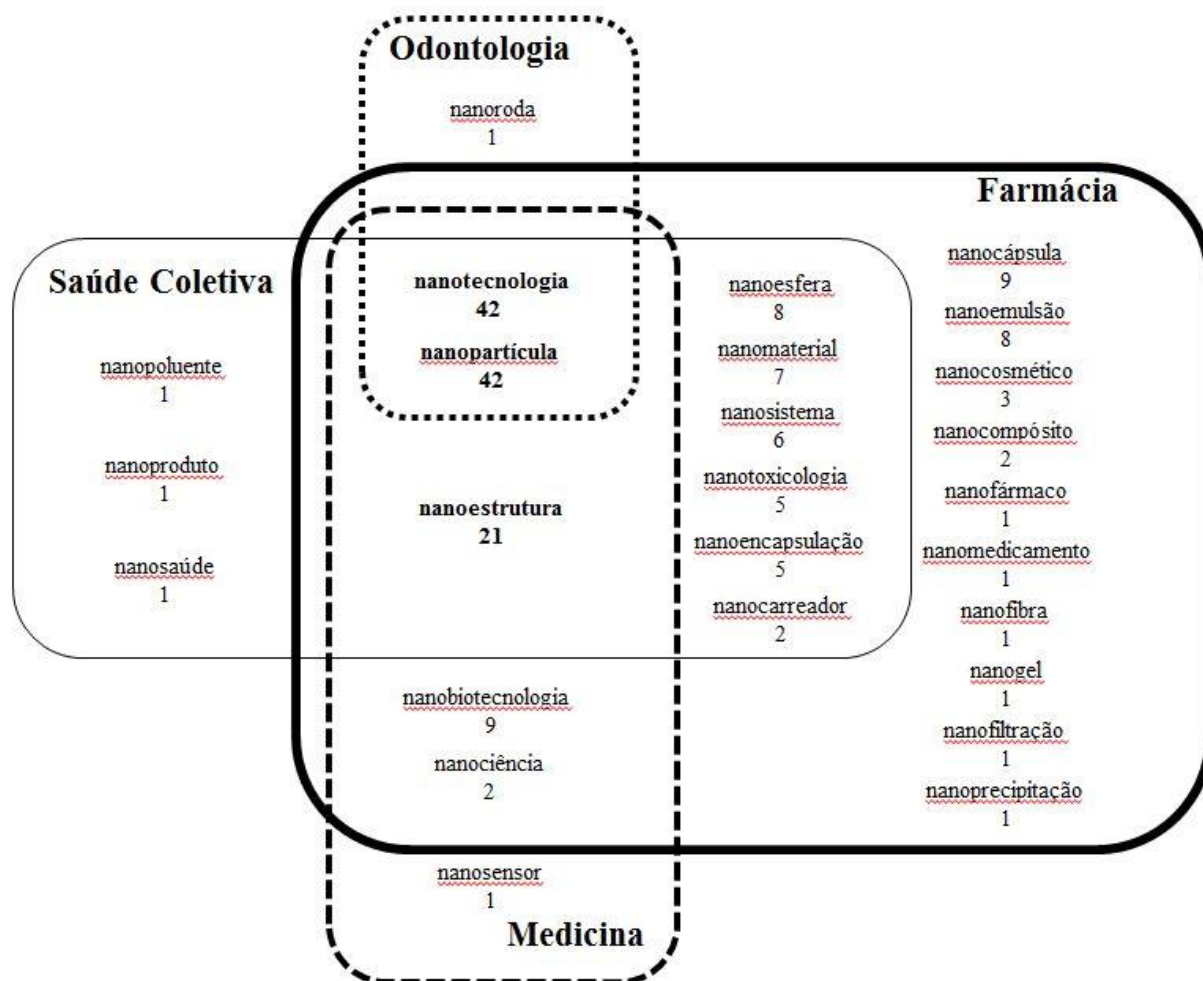 Odontologia
nanoroda
1
Farmácia
Saúde Coletiva
nanopoluente
1
nanoproduto
1
nanosaúde
1
nanotecnologia
42
nanopartícula
42
nanoestrutura
21
nanoesfera
8
nanomaterial
7
nanosistema
6
nanotoxicologia
5
nanoencapsulação
5
nanocarreador
2
nanocápsula
9
nanoemulsão
8
nanocosmético
3
nanocompósito
2
nanofármaco
1
nanomedicamento
1
nanofibra
1
nanogel
1
nanofiltração
1
nanoprecipitação
1
nanobiotecnologia
9
nanociência
2
nanosensor
1
Medicina